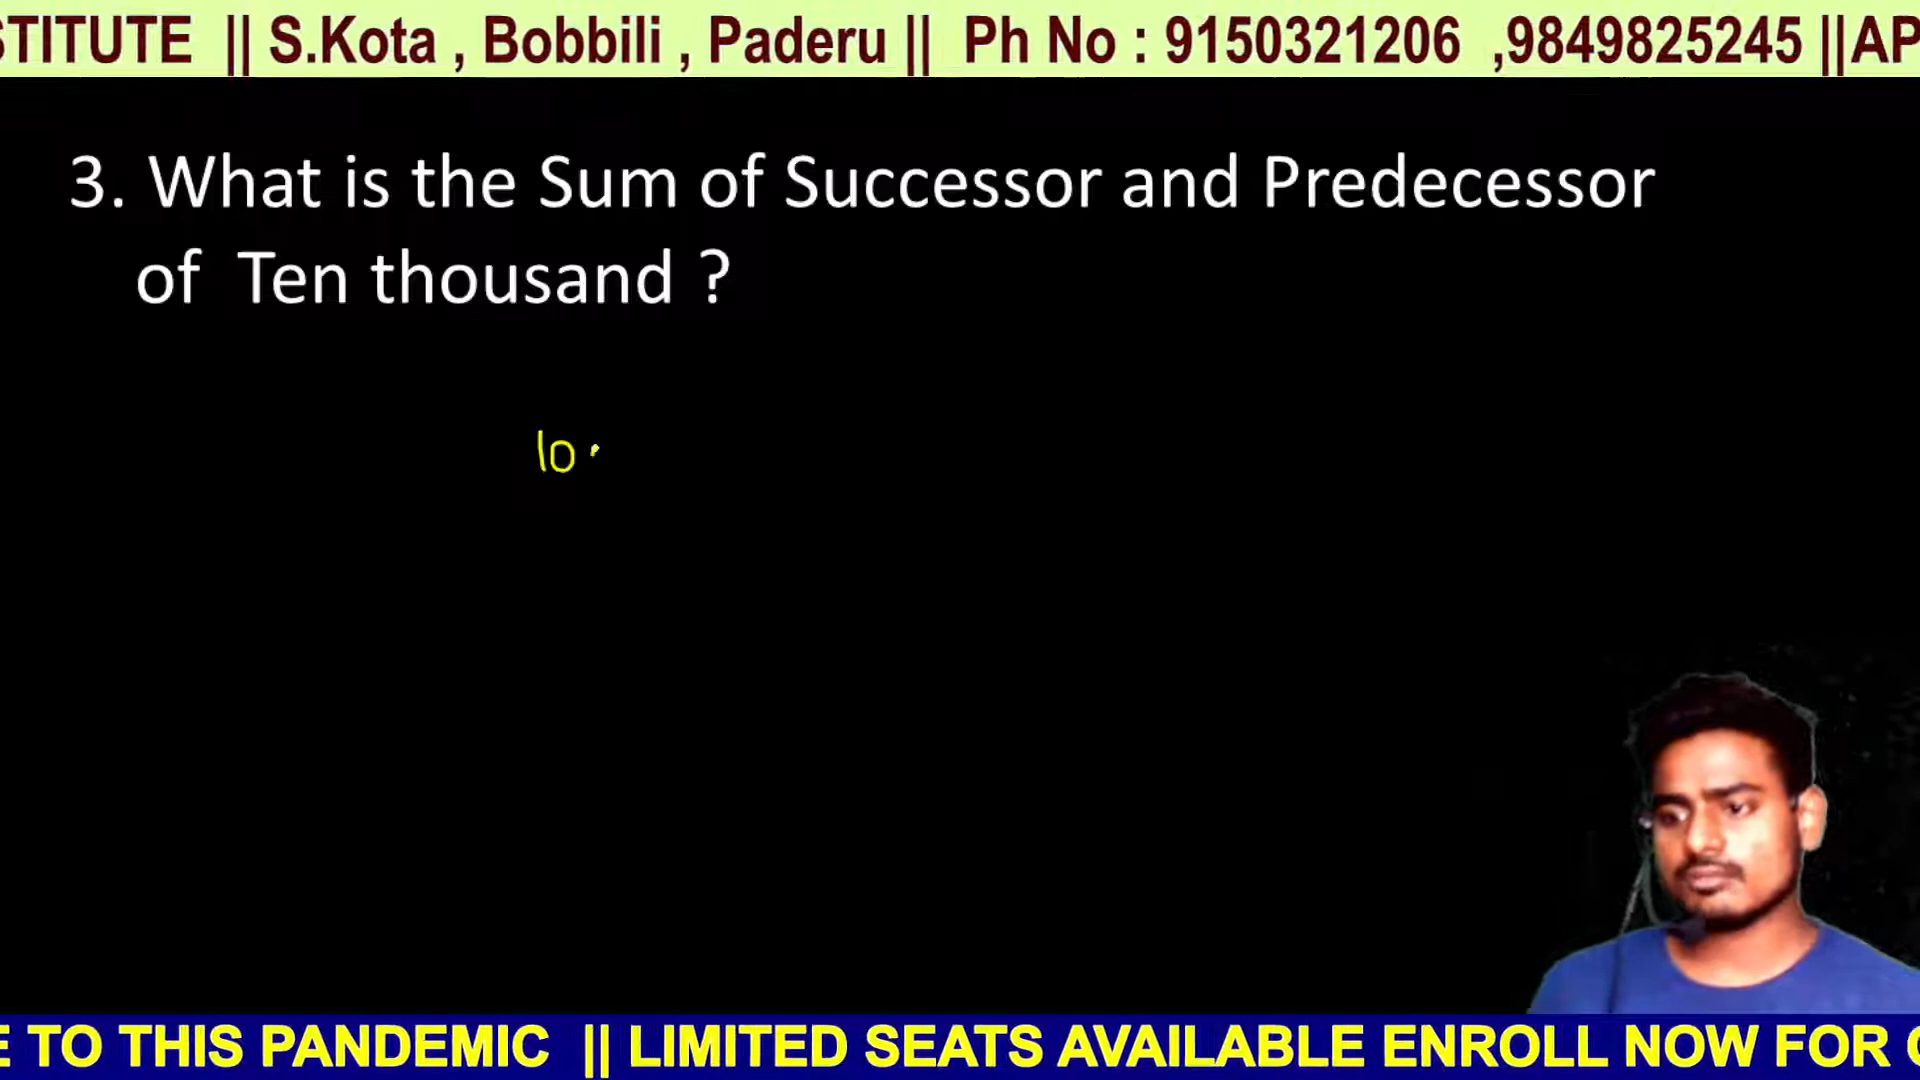 STITUTE || S.Kota , Bobbili , Paderu || Ph No : 9150321206 ,9849825245 ||AP
3. What is the Sum of Successor and Predecessor
of Ten thousand ?
10
E TO THIS PANDEMIC || LIMITED SEATS AVAILABLE ENROLL NOW FOR